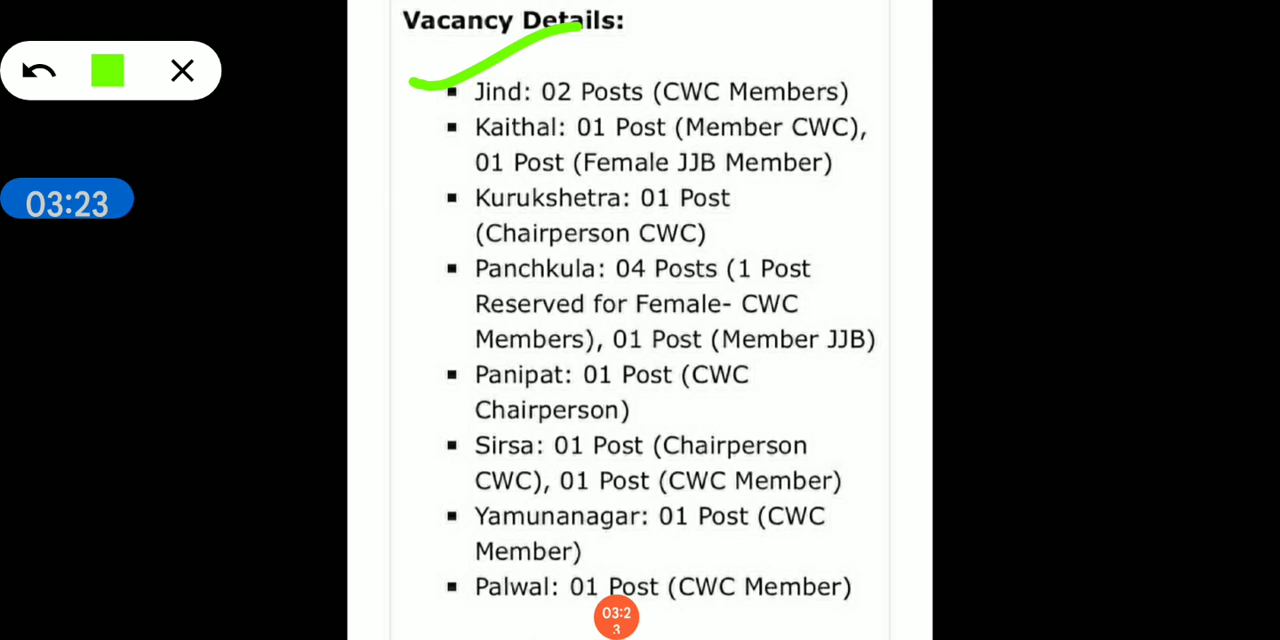 Vacancy Details:
Jind: 02 Posts (CWC Members)
Kaithal: 01 Post (Member CWC),
01 Post (Female JJB Member)
Kurukshetra: 01 Post
(Chairperson CWC)
Panchkula: 04 Posts (1 Post
Reserved for Female- CWC
Members), 01 Post (Member JJB)
Panipat: 01 Post (CWC
Chairperson)
Sirsa: 01 Post (Chairperson
CWC), 01 Post (CWC Member)
Yamunanagar: 01 Post (CWC
Member)
Palwal: 01 Post (CWC Member)
03:23
03:2
3